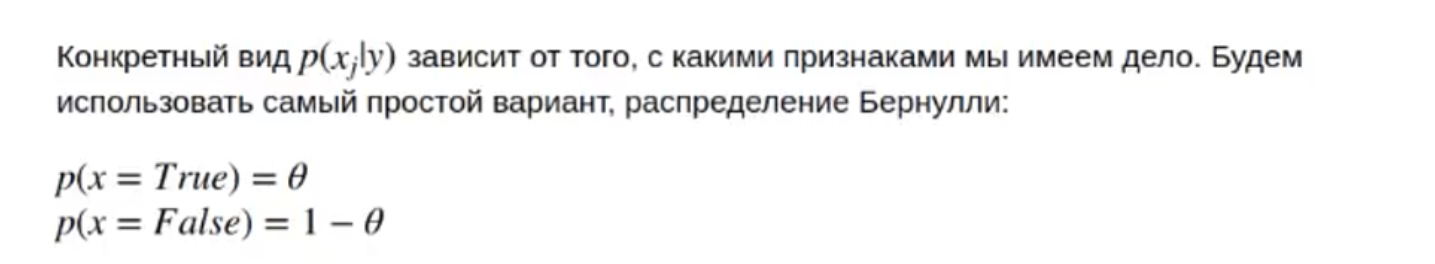 Конкретный вид p(xⱼ|y) зависит от того, с какими признаками мы имеем дело. Будем
использовать самый простой вариант, распределение Бернулли:
p(x = True) = θ
p(x = False) = 1 − θ